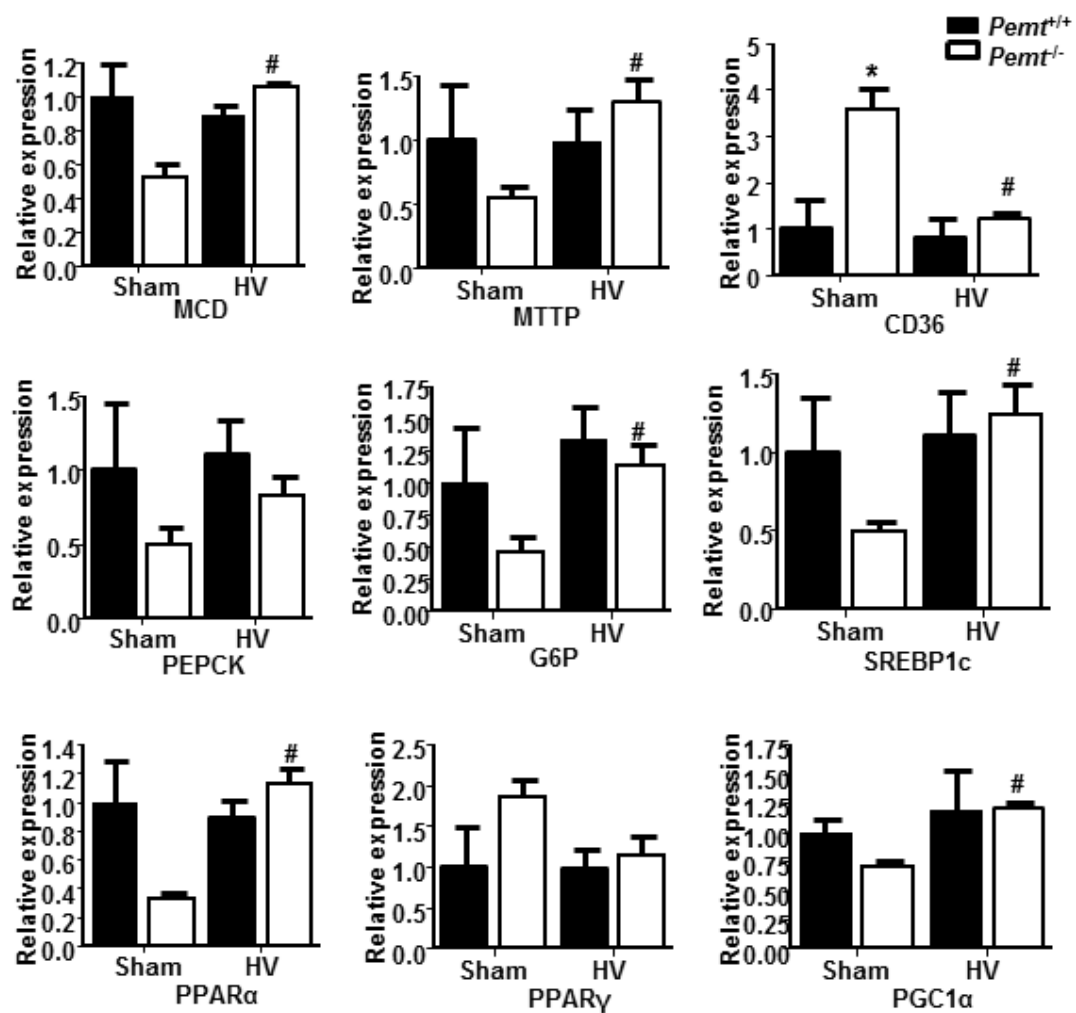 Pemt+/+
Pemt-/-
Relative expression
1.2
1.0
0.8
0.6
0.4
0.2
0.0
#
Sham HV
MCD
Relative expression
1.5
1.0
0.5
0.0
#
Sham HV
MTTP
Relative expression
5
4
3
2
1
0
*
#
Sham HV
CD36
Relative expression
1.5
1.0
0.5
0.0
Sham HV
PEPCK
Relative expression
1.75
1.50
1.25
1.00
0.75
0.50
0.25
0.00
#
Sham HV
G6P
Relative expression
1.5
1.0
0.5
0.0
#
Sham HV
SREBP1c
Relative expression
1.4
1.2
1.0
0.8
0.6
0.4
0.2
0.0
#
Sham HV
PPARα
Relative expression
2.5
2.0
1.5
1.0
0.5
0.0
Sham HV
PPARγ
Relative expression
1.75
1.50
1.25
1.00
0.75
0.50
0.25
0.00
#
Sham HV
PGC1α